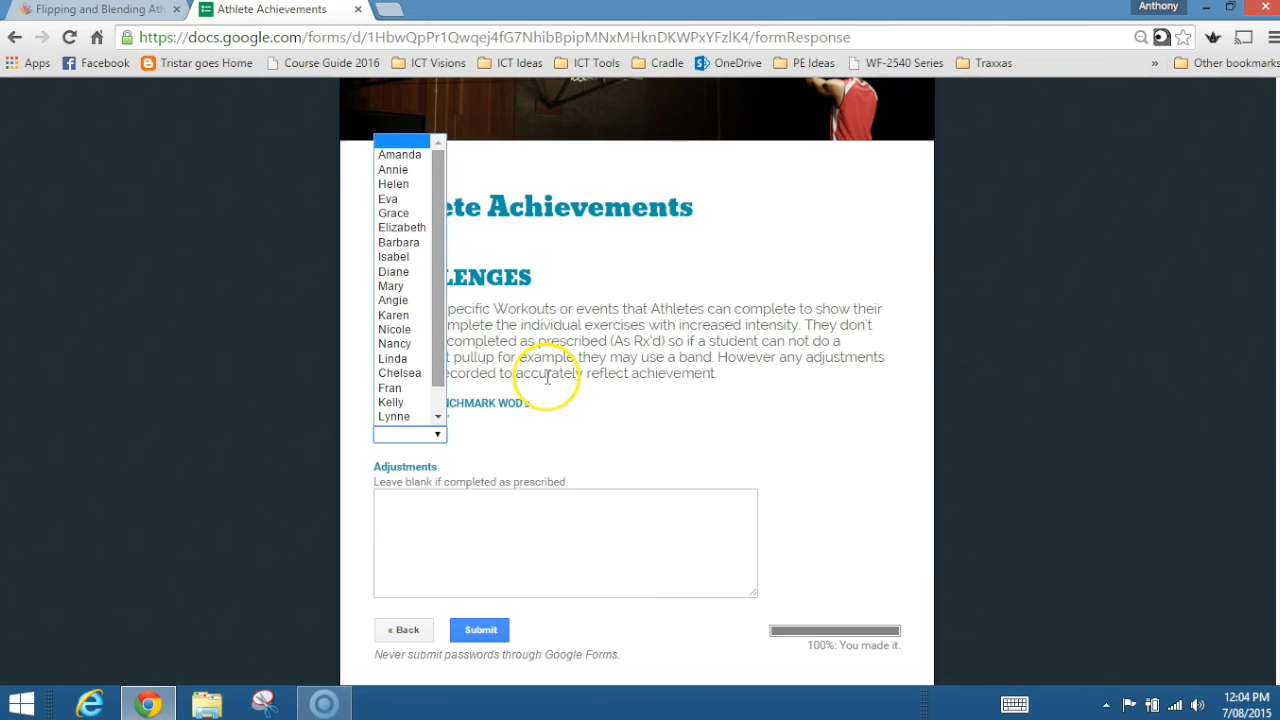 Flipping and Blending Ath
Athlete Achievements
Anthony
https://docs.google.com/forms/d/1HbwQpPr1Qwqej4fG7NhibBpipMNxMHknDKWPxYFzlK4/formResponse
Apps
Facebook
Tristar goes Home
Course Guide 2016
ICT Visions
ICT Ideas
ICT Tools
Cradle
OneDrive
PE Ideas
WF-2540 Series
Traxxas
»
Other bookmarks
Amanda
Annie
Helen
Eva
Grace
Elizabeth
Barbara
Isabel
Diane
Mary
Angie
Karen
Nicole
Nancy
Linda
Chelsea
Fran
Kelly
Lynne
ete Achievements
LENGES
pecific Workouts or events that Athletes can complete to show their
mplete the individual exercises with increased intensity. They don't
completed as prescribed (As Rx'd) so if a student can not do a
t pullup for example they may use a band. However any adjustments
ecorded to accurately reflect achievement.
NCHMARK WOD's
Adjustments
Leave blank if completed as prescribed
« Back
Submit
100%: You made it.
Never submit passwords through Google Forms.
12:04 PM
7/08/2015